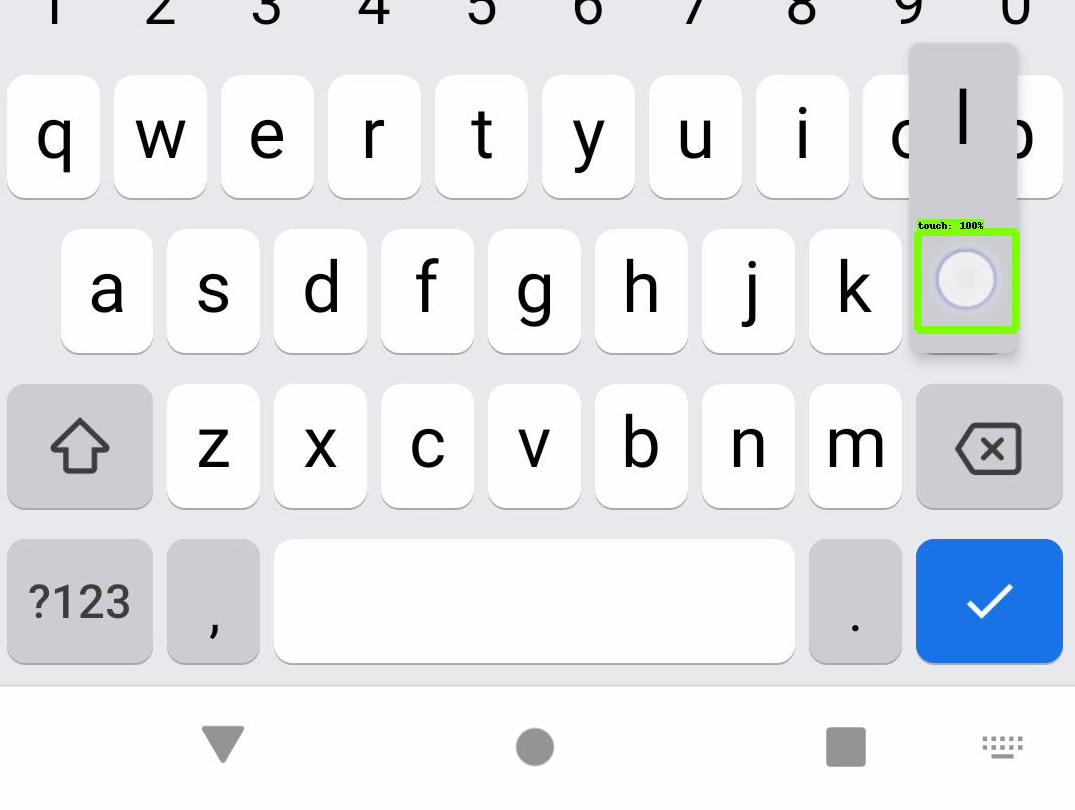 1 2 3 4 5 6 7 8 9 0
q w e r t y u i o p
l
touch: 100%
a s d f g h j k
z x c v b n m
?123 , .